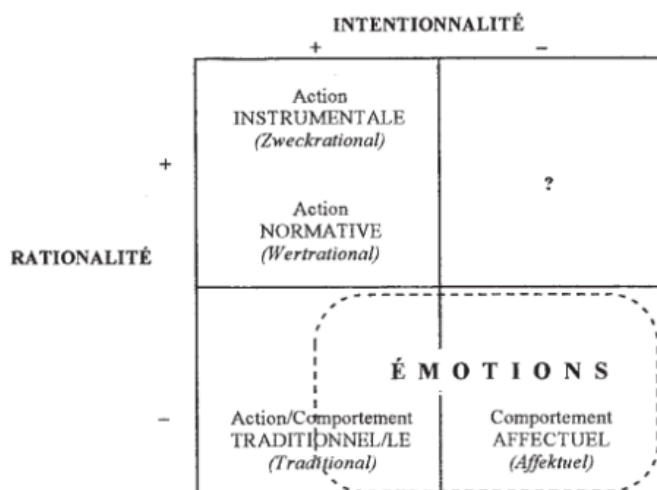 INTENTIONNALITÉ
+ –
Action
INSTRUMENTALE
(Zweckrational)
+
?
Action
NORMATIVE
(Wertrational)
RATIONALITÉ
ÉMOTIONS
–
Action/Comportement
TRADITIONNEL/LE
(Traditional)
Comportement
AFFECTUEL
(Affektuel)